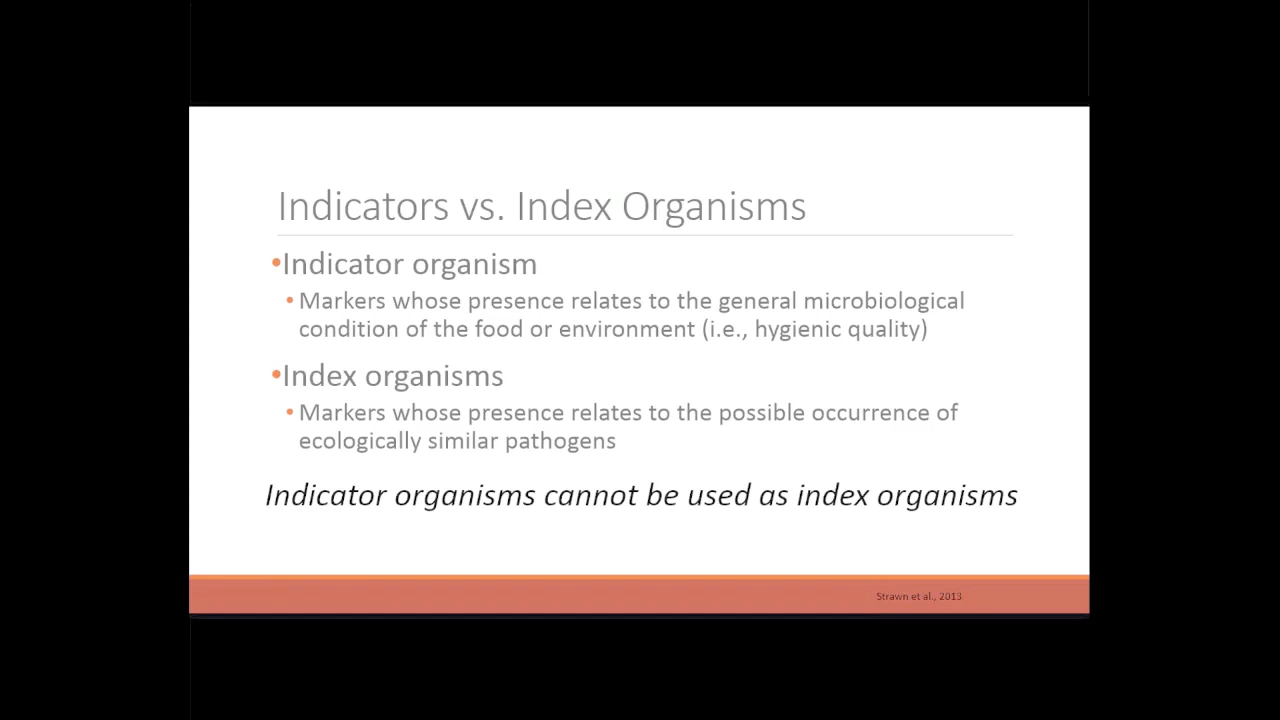 Indicators vs. Index Organisms
•Indicator organism
• Markers whose presence relates to the general microbiological
condition of the food or environment (i.e., hygienic quality)
•Index organisms
• Markers whose presence relates to the possible occurrence of
ecologically similar pathogens
Indicator organisms cannot be used as index organisms
Strawn et al., 2013